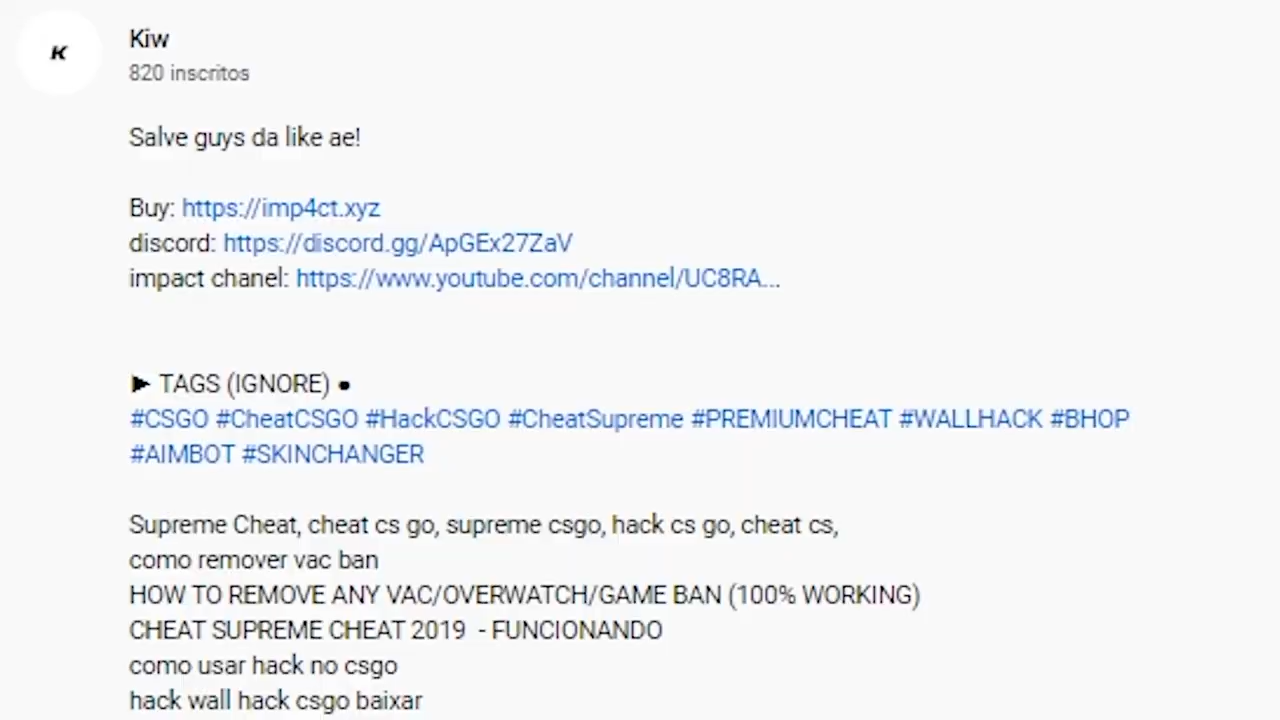 K
Kiw
820 inscritos
Salve guys da like ae!
Buy: https://imp4ct.xyz
discord: https://discord.gg/ApGEx27ZaV
impact chanel: https://www.youtube.com/channel/UC8RA...
► TAGS (IGNORE) ●
#CSGO #CheatCSGO #HackCSGO #CheatSupreme #PREMIUMCHEAT #WALLHACK #BHOP
#AIMBOT #SKINCHANGER
Supreme Cheat, cheat cs go, supreme csgo, hack cs go, cheat cs,
como remover vac ban
HOW TO REMOVE ANY VAC/OVERWATCH/GAME BAN (100% WORKING)
CHEAT SUPREME CHEAT 2019 - FUNCIONANDO
como usar hack no csgo
hack wall hack csgo baixar